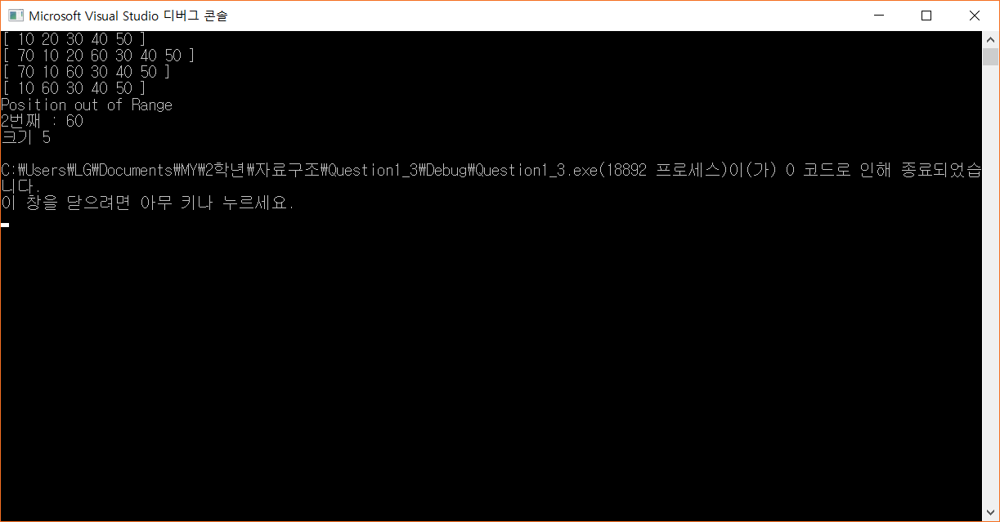 Microsoft Visual Studio 디버그 콘솔
[ 10 20 30 40 50 ]
[ 70 10 20 60 30 40 50 ]
[ 70 10 60 30 40 50 ]
[ 10 60 30 40 50 ]
Position out of Range
2번째 : 60
크기 5
C:₩Users₩LG₩Documents₩MY₩2학년₩자료구조₩Question1_3₩Debug₩Question1_3.exe(18892 프로세스)이(가) 0 코드로 인해 종료되었습
니다.
이 창을 닫으려면 아무 키나 누르세요.